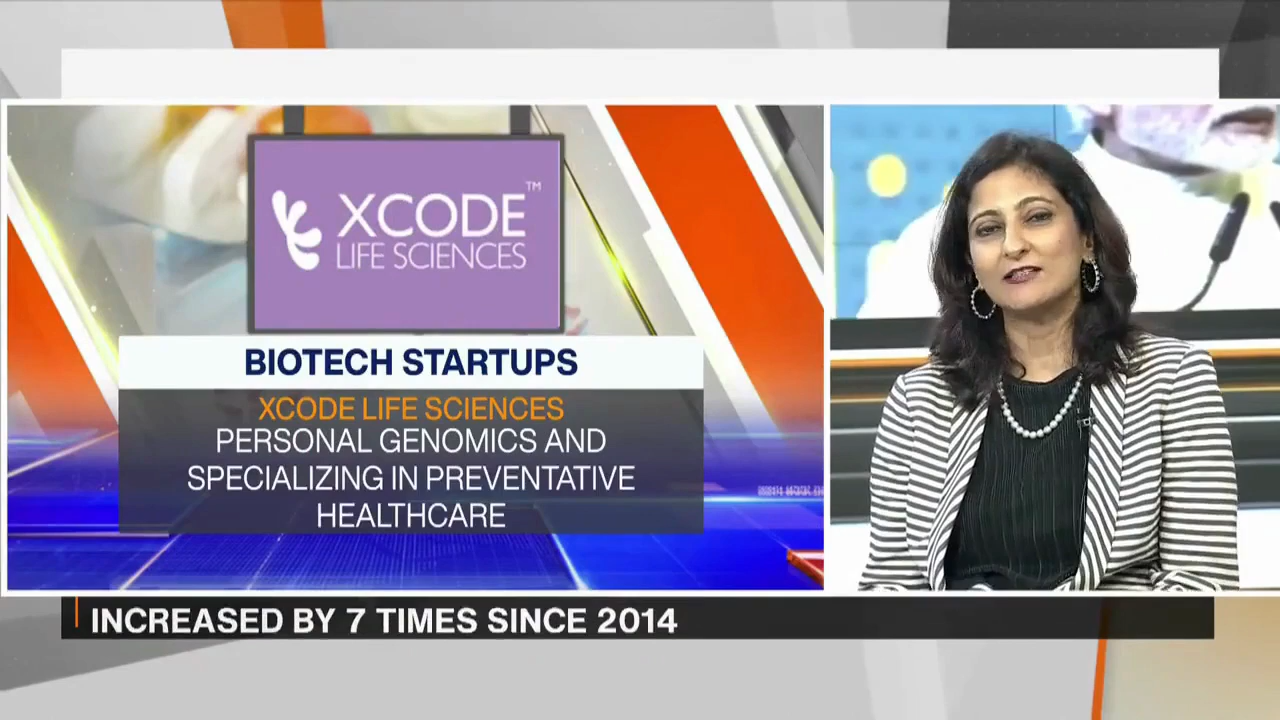 XCODE™
LIFE SCIENCES
BIOTECH STARTUPS
XCODE LIFE SCIENCES
PERSONAL GENOMICS AND
SPECIALIZING IN PREVENTATIVE
HEALTHCARE
INCREASED BY 7 TIMES SINCE 2014